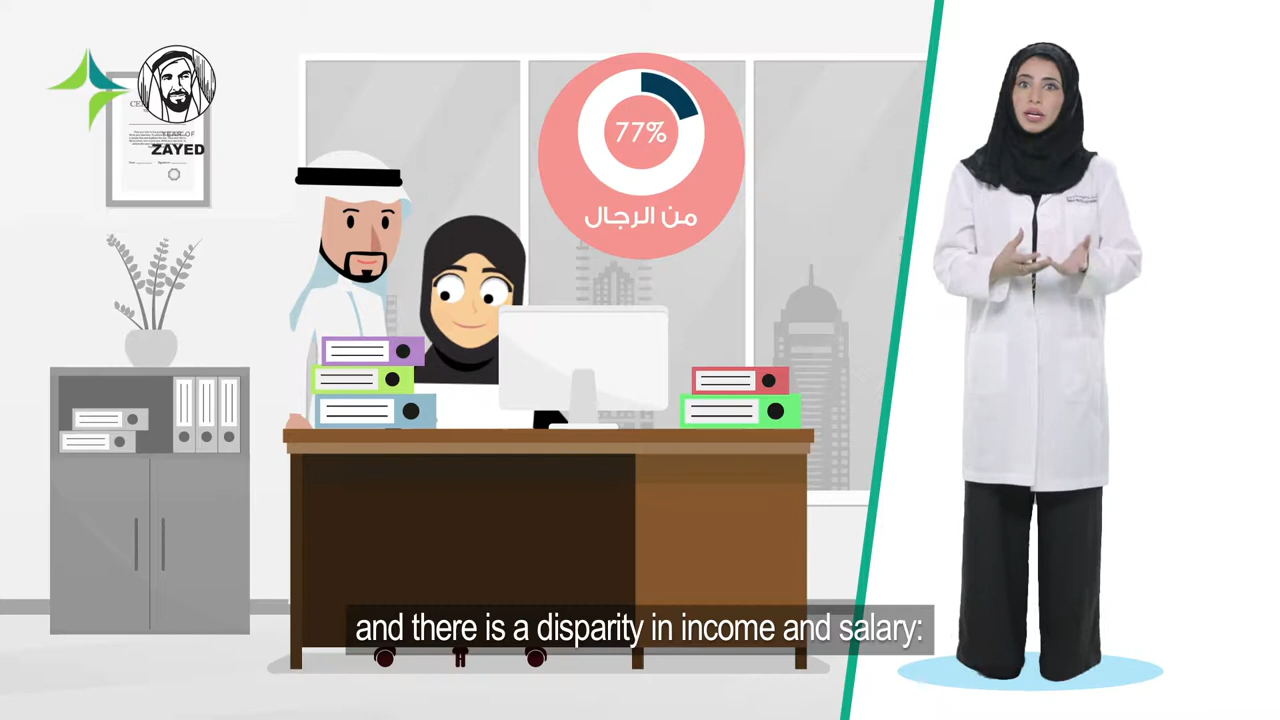 YEAR OF
ZAYED
77%
من الرجال
and there is a disparity in income and salary: